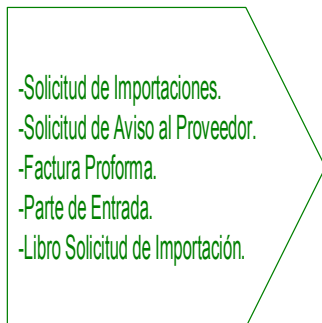 -Solicitud de Importaciones.
-Solicitud de Aviso al Proveedor.
-Factura Proforma.
-Parte de Entrada.
-Libro Solicitud de Importación.